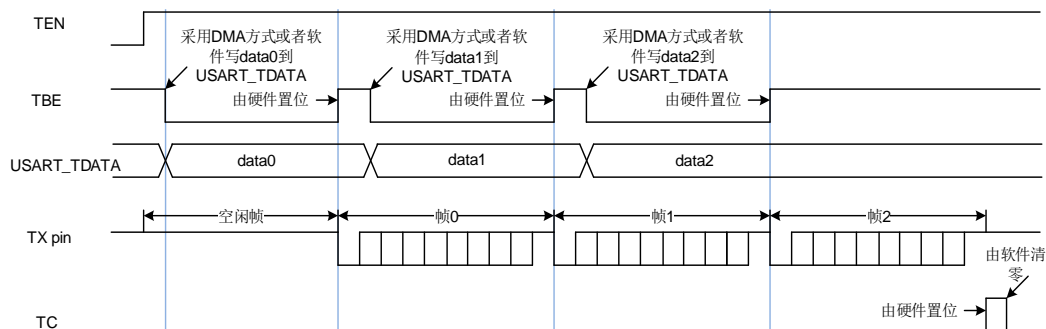 TEN
采用DMA方式或者软
件写data0到
USART_TDATA
采用DMA方式或者软
件写data1到
USART_TDATA
采用DMA方式或者软
件写data2到
USART_TDATA
TBE
由硬件置位
由硬件置位
由硬件置位
USART_TDATA
data0
data1
data2
空闲帧
帧0
帧1
帧2
TX pin
由软件清
零
由硬件置位
TC